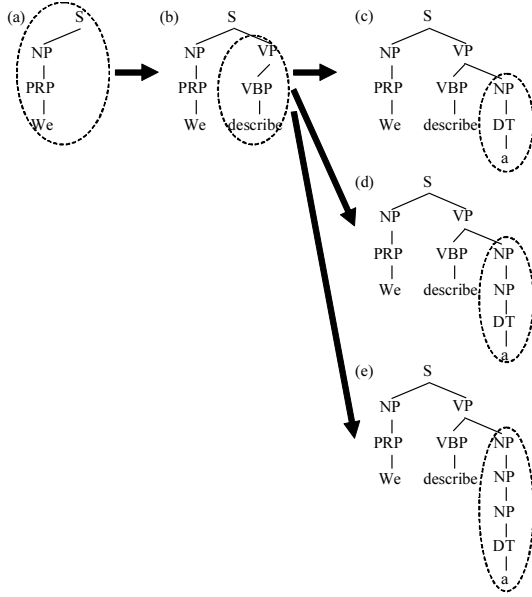 (a) S
NP
PRP
We
(b) S
NP VP
PRP VBP
We describe
(c) S
NP VP
PRP VBP NP
We describe DT
a
(d) S
NP VP
PRP VBP NP
We describe NP
DT
a
(e) S
NP VP
PRP VBP NP
We describe NP
NP
DT
a